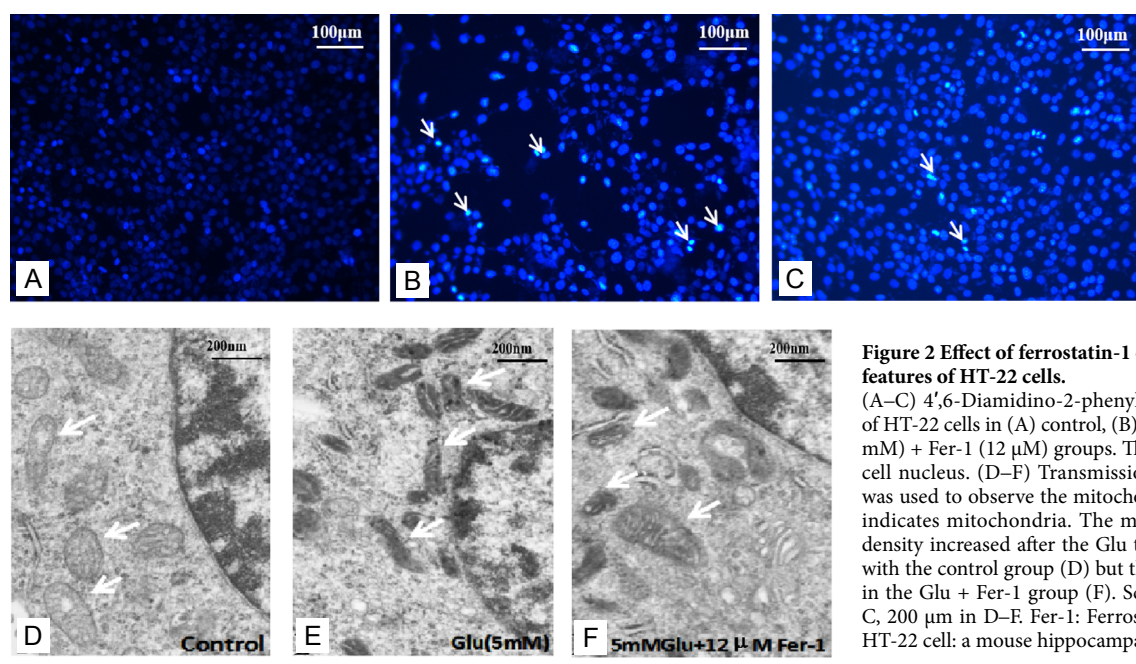 100μm
100μm
100μm
A
B
C
200nm
200nm
200nm
D
Control
E
Glu(5mM)
F
5mMGlu+12 μ M Fer-1
Figure 2 Effect of ferrostatin-1
features of HT-22 cells.
(A–C) 4′,6-Diamidino-2-phenyl
of HT-22 cells in (A) control, (B)
mM) + Fer-1 (12 μM) groups. Th
cell nucleus. (D–F) Transmissio
was used to observe the mitocho
indicates mitochondria. The m
density increased after the Glu t
with the control group (D) but t
in the Glu + Fer-1 group (F). Sc
C, 200 μm in D–F. Fer-1: Ferros
HT-22 cell: a mouse hippocampa